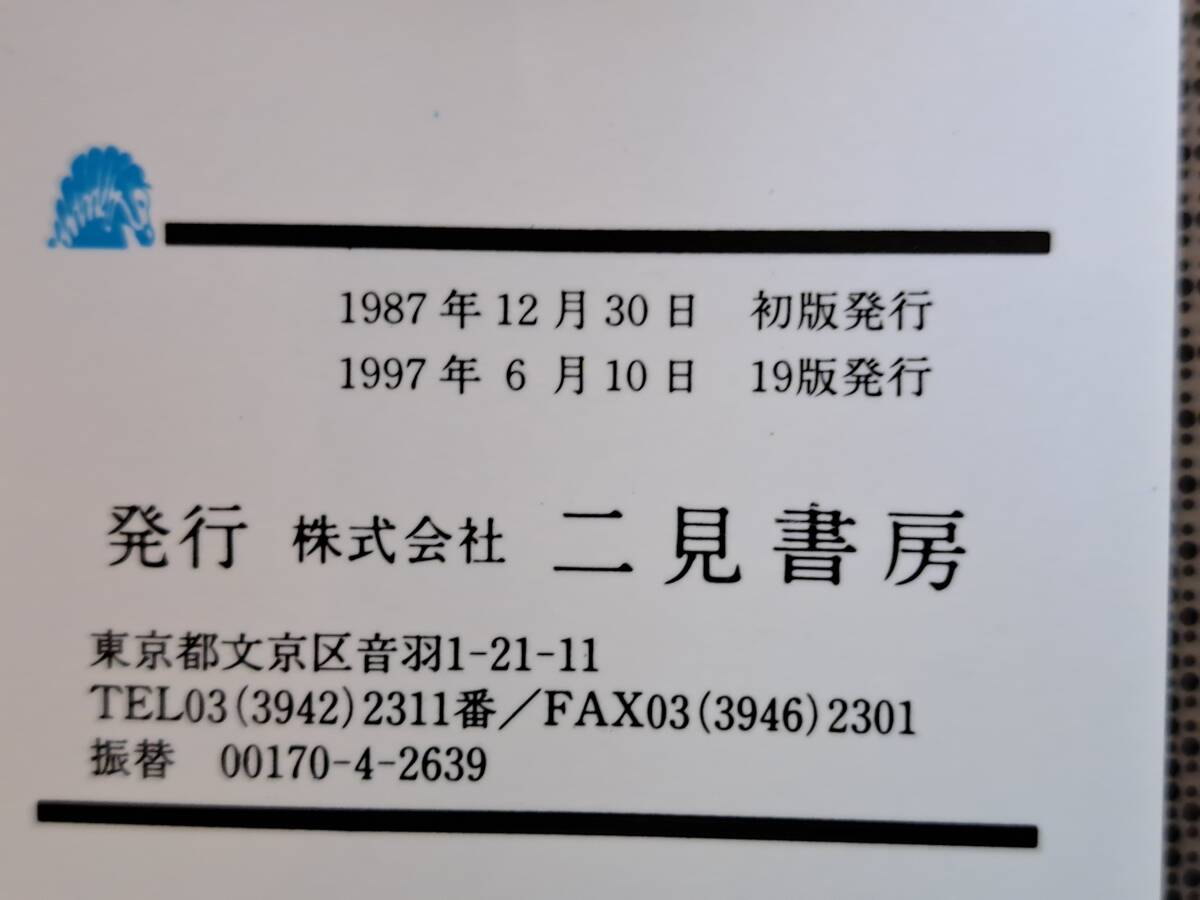 1987年12月30日　初版発行
1997年 6 月10日　19版発行
発行　株式会社　二見書房
東京都文京区音羽1-21-11
TEL03(3942)2311番／FAX03(3946)2301
振替　00170-4-2639